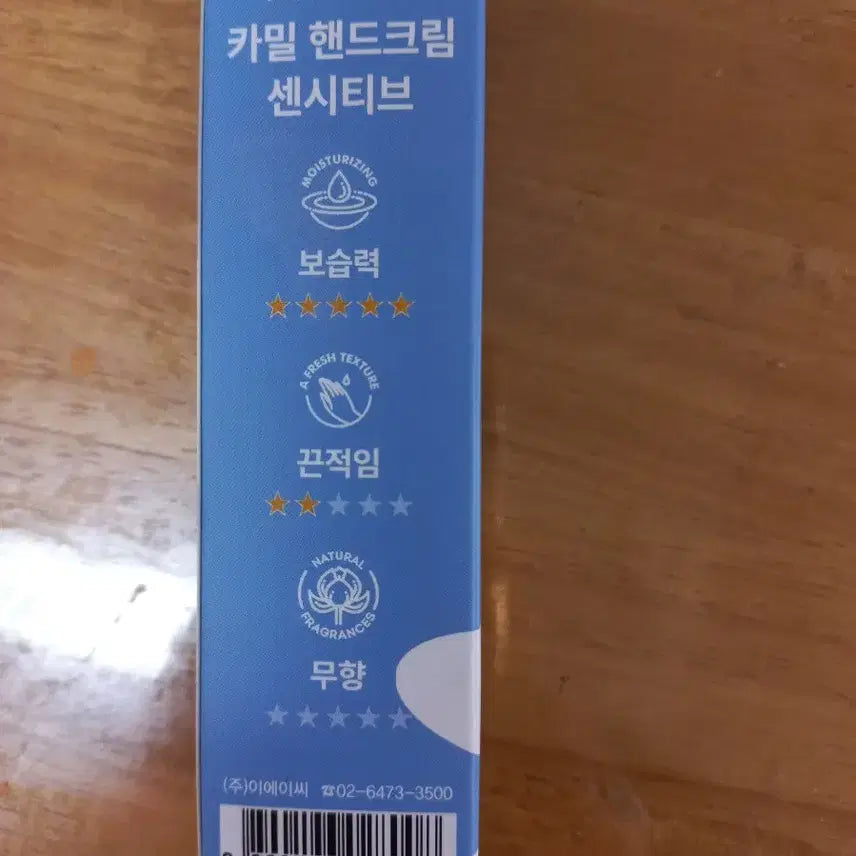 카밀 핸드크림
센시티브
MOISTURIZING
보습력
A FRESH TEXTURE
끈적임
NATURAL
FRAGRANCES
무향
(주)이에이씨 ☎02-6473-3500